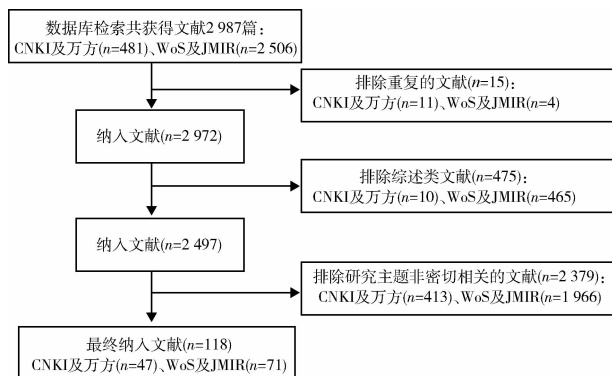 数据库检索共获得文献2 987篇：
CNKI及万方(n=481)、WoS及JMIR(n=2 506)
排除重复的文献(n=15)：
CNKI及万方(n=11)、WoS及JMIR(n=4)
纳入文献(n=2 972)
排除综述类文献(n=475)：
CNKI及万方(n=10)、WoS及JMIR(n=465)
纳入文献(n=2 497)
排除研究主题非密切相关的文献(n=2 379)：
CNKI及万方(n=413)、WoS及JMIR(n=1 966)
最终纳入文献(n=118)
CNKI及万方(n=47)、WoS及JMIR(n=71)